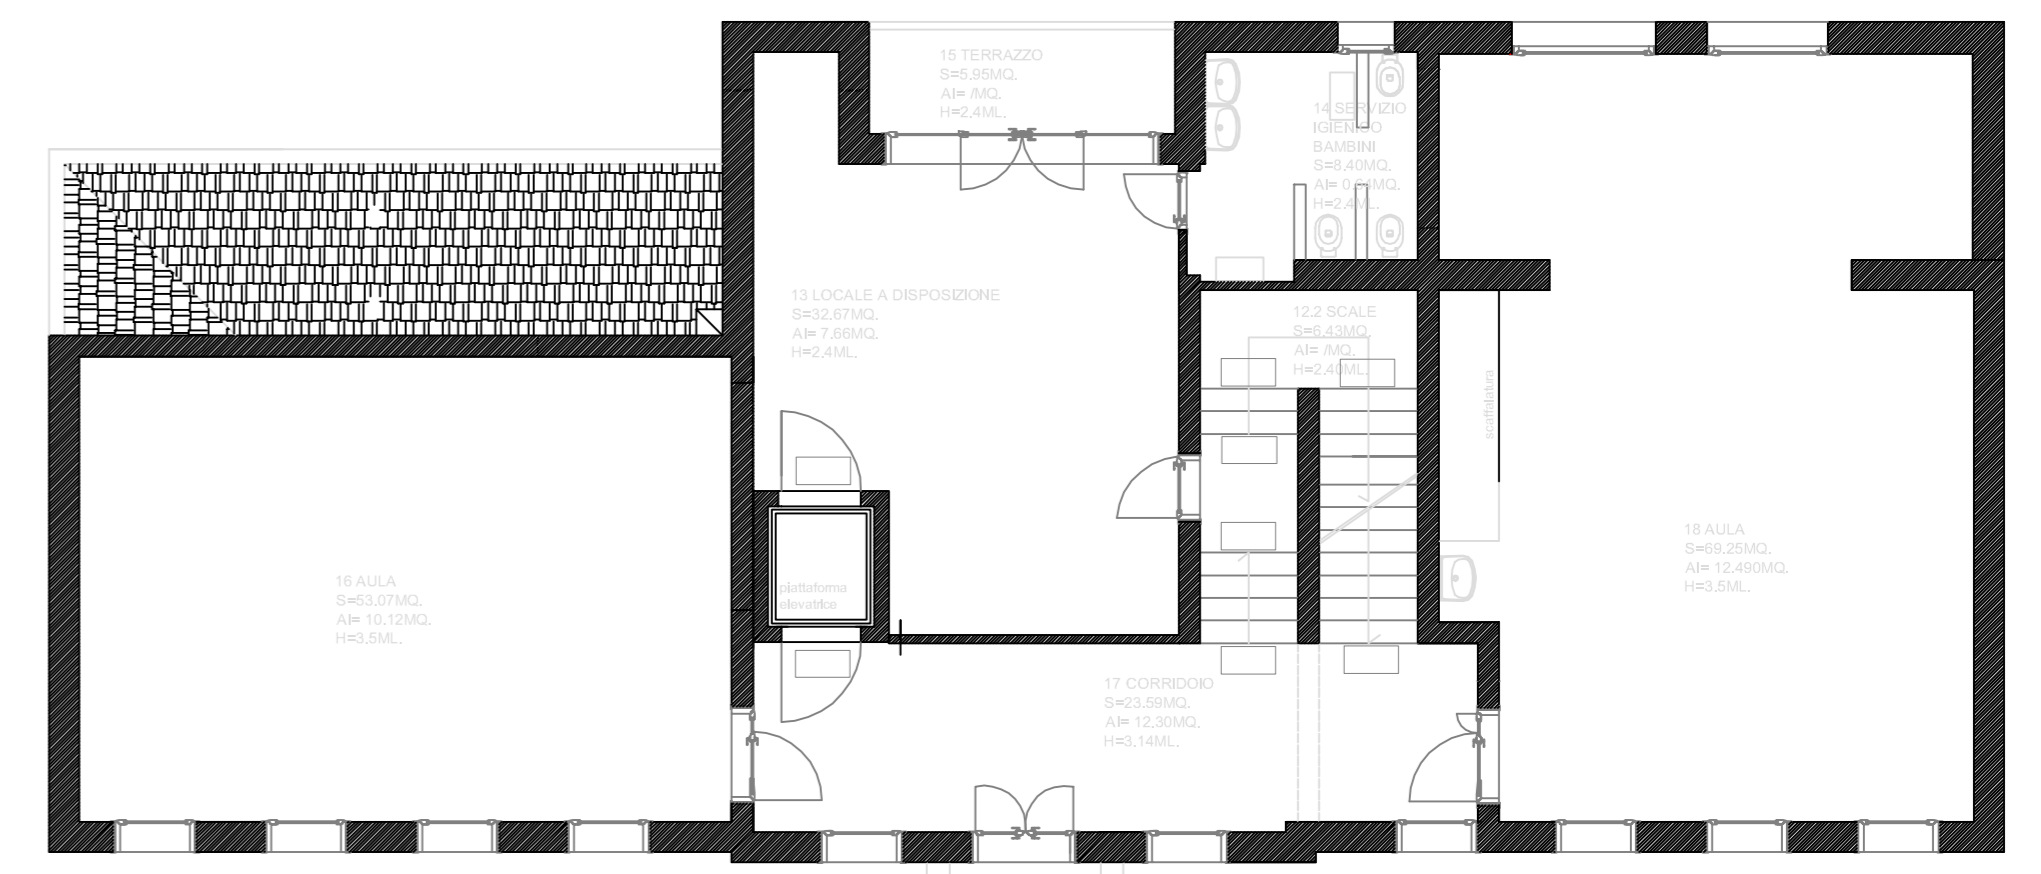 15 TERRAZZO
S=5.95MQ.
AI= /MQ.
H=2.4ML.
14 SERVIZIO
IGIENICO
BAMBINI
S=8.40MQ.
AI= 0.64MQ.
H=2.4ML.
13 LOCALE A DISPOSIZIONE
S=32.67MQ.
AI= 7.66MQ.
H=2.4ML.
12.2 SCALE
S=6.43MQ.
AI= /MQ.
H=2.40ML.
scaffalatura
18 AULA
S=69.25MQ.
AI= 12.490MQ.
H=3.5ML.
16 AULA
S=53.07MQ.
AI= 10.12MQ.
H=3.5ML.
piattaforma
elevatrice
17 CORRIDOIO
S=23.59MQ.
AI= 12.30MQ.
H=3.14ML.